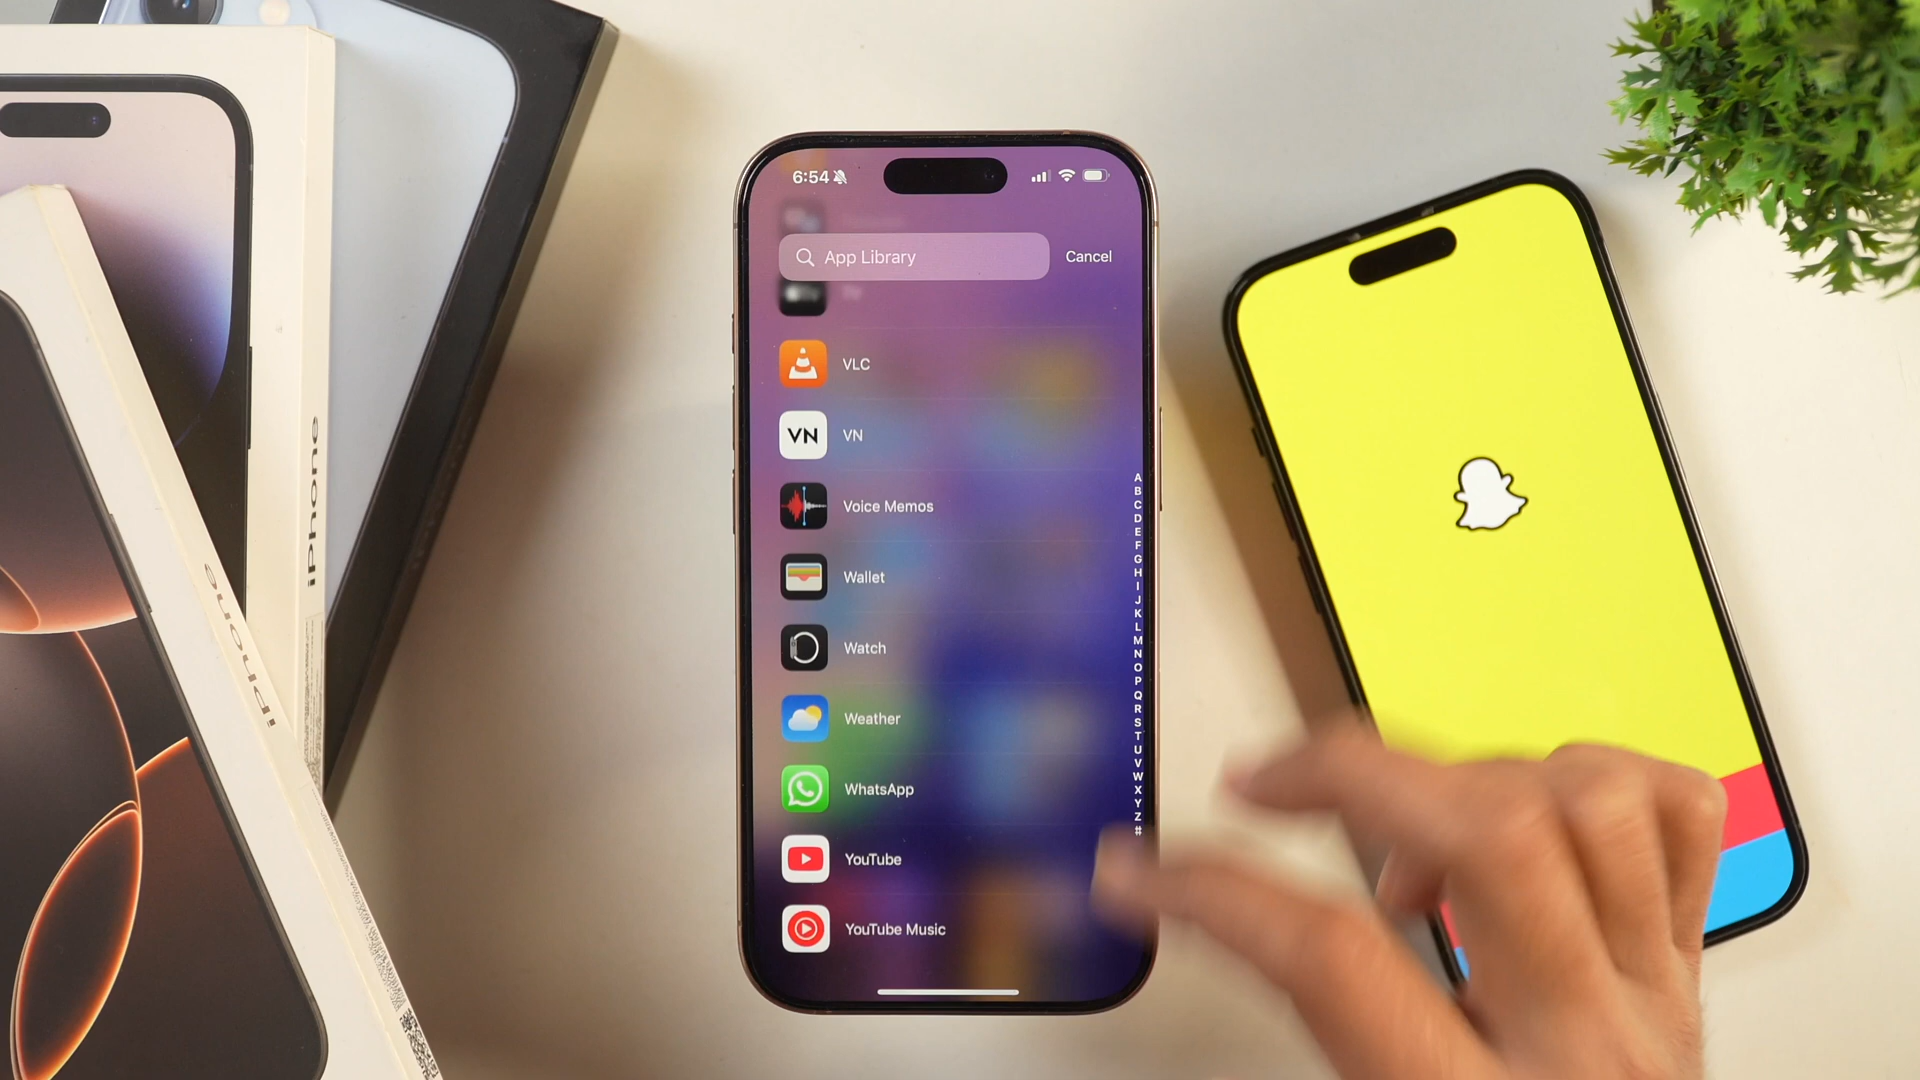 6:54
App Library
Cancel
VLC
VN
VN
Voice Memos
Wallet
Watch
Weather
WhatsApp
YouTube
YouTube Music
A
B
C
D
E
F
G
H
I
J
K
L
M
N
O
P
Q
R
S
T
U
V
W
X
Y
Z
#
iPhone
iPhone